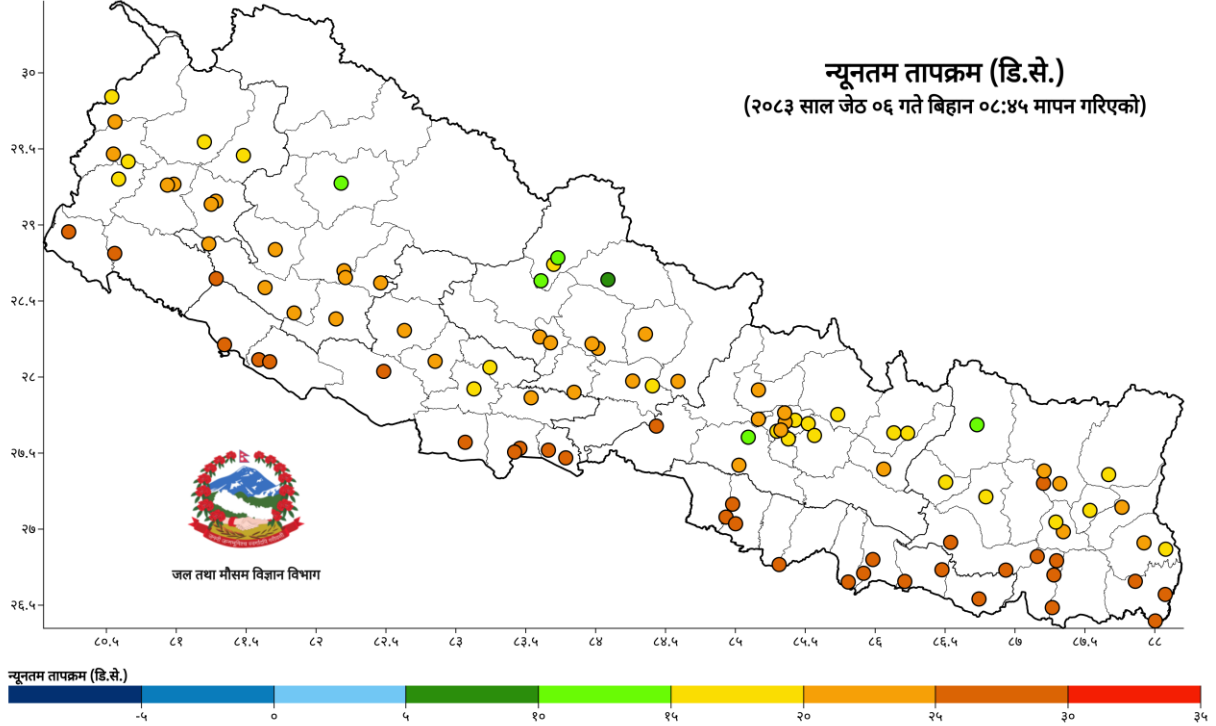 न्यूनतम तापक्रम (डि.से.)
(२०८३ साल जेठ ०६ गते बिहान ०८:४५ मापन गरिएको)
३०
२९.५
२९
२८.५
२८
२७.५
२७
२६.५
जल तथा मौसम विज्ञान विभाग
८०.५ ८१ ८१.५ ८२ ८२.५ ८३ ८३.५ ८४ ८४.५ ८५ ८५.५ ८६ ८६.५ ८७ ८७.५ ८८
न्यूनतम तापक्रम (डि.से.)
-५ ० ५ १० १५ २० २५ ३० ३५